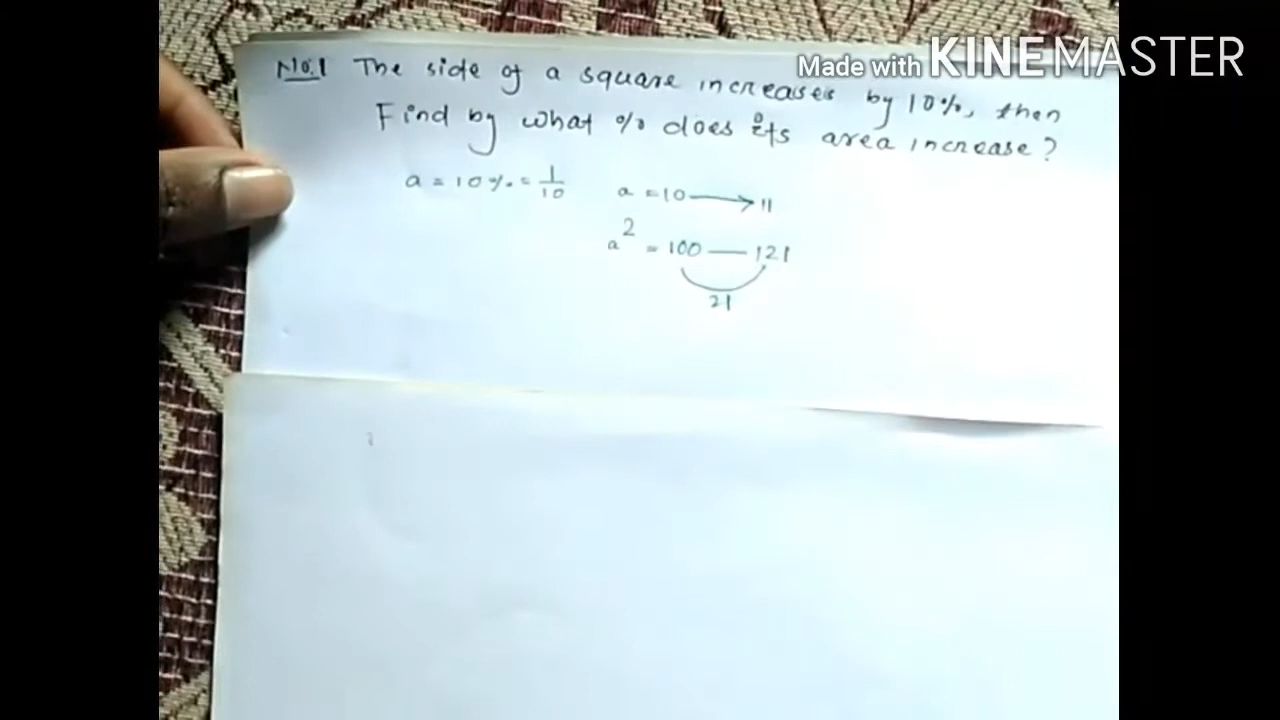 Made with KINEMASTER
No.1 The side of a square increases by 10%, then
Find by what % does its area increase?
a = 10% = 1/10
a = 10 → 11
a² = 100 — 121
21